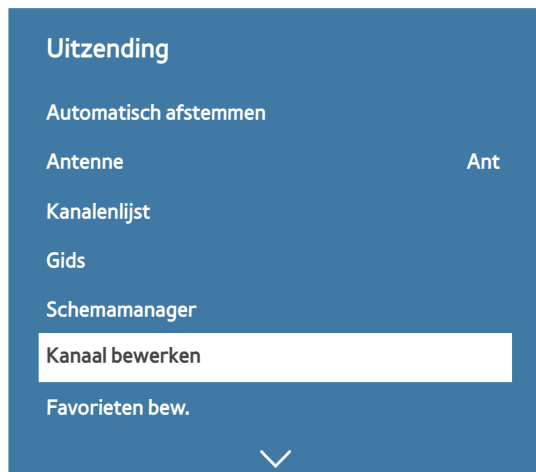 Uitzending
Automatisch afstemmen
Antenne Ant
Kanalenlijst
Gids
Schemamanager
Kanaal bewerken
Favorieten bew.